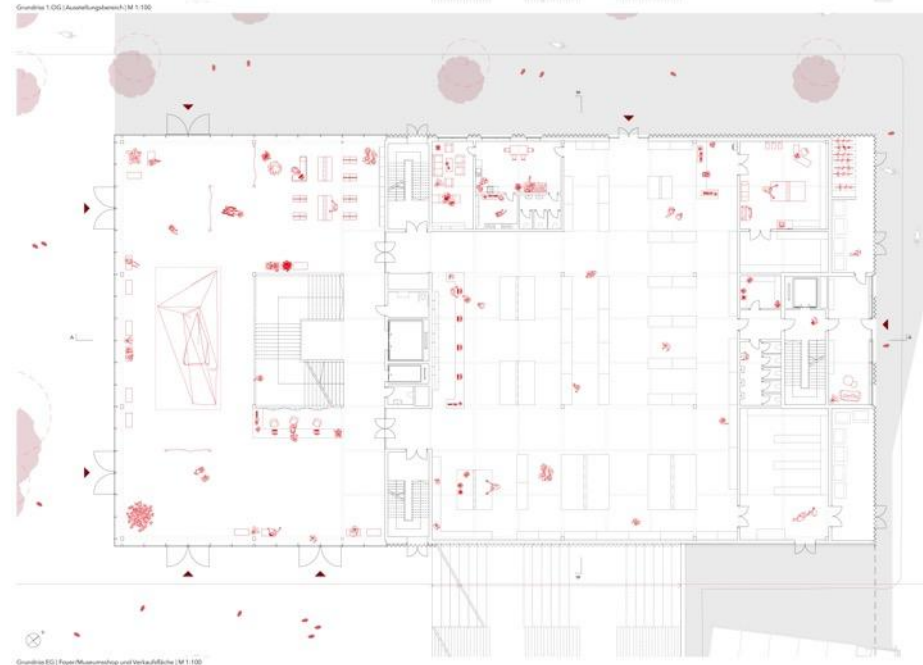 Grundriss 1.OG | Ausstellungsbereich | M 1:100
Grundriss EG | Foyer/Museumsshop und Verkaufsfläche | M 1:100